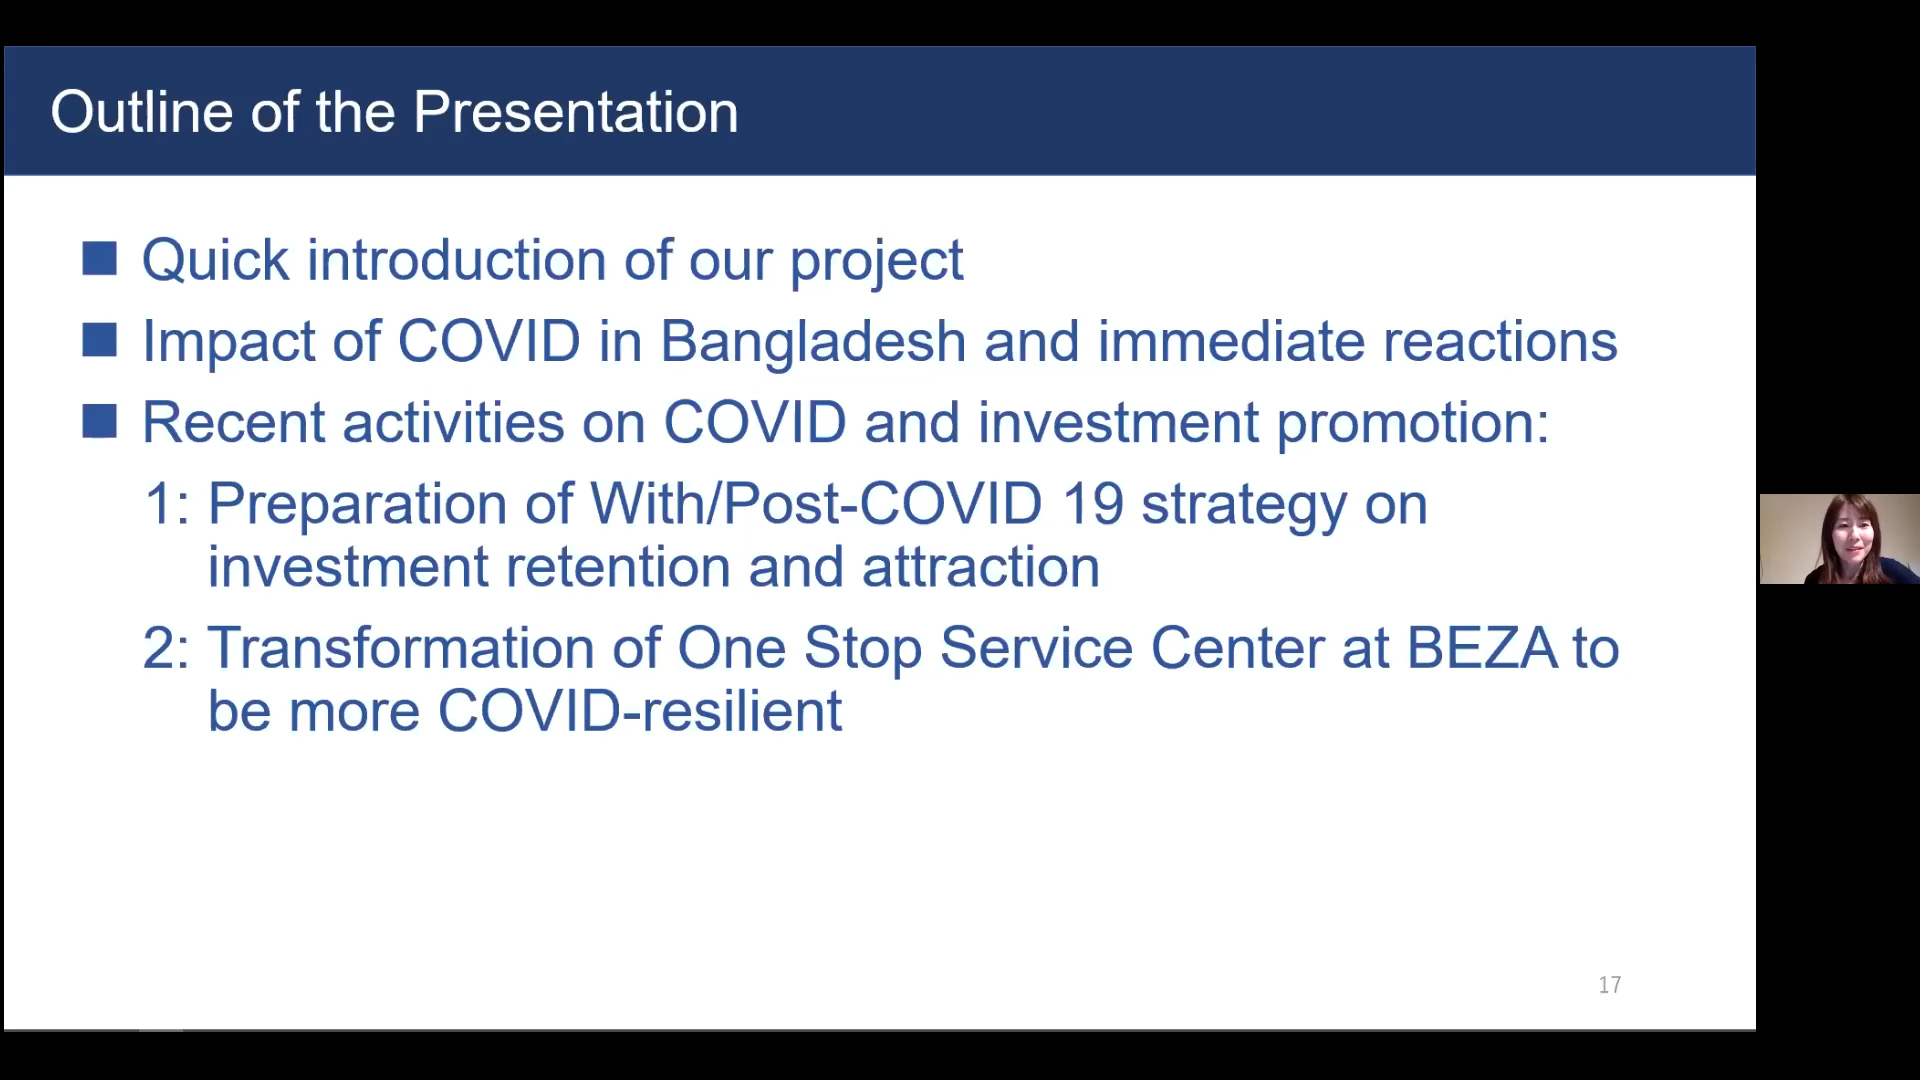 Outline of the Presentation
Quick introduction of our project
Impact of COVID in Bangladesh and immediate reactions
Recent activities on COVID and investment promotion:
1: Preparation of With/Post-COVID 19 strategy on
investment retention and attraction
2: Transformation of One Stop Service Center at BEZA to
be more COVID-resilient
17